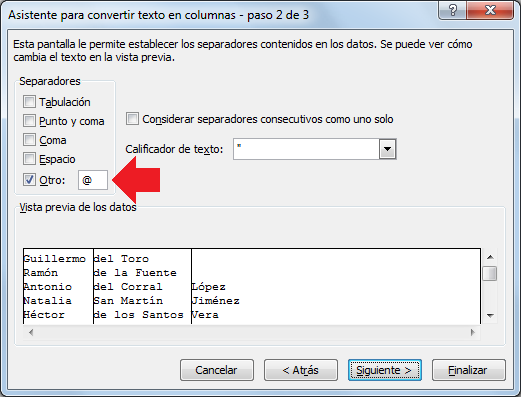 Asistente para convertir texto en columnas - paso 2 de 3
Esta pantalla le permite establecer los separadores contenidos en los datos. Se puede ver cómo
cambia el texto en la vista previa.
Separadores
Tabulación
Punto y coma
Coma
Espacio
Otro: @
Considerar separadores consecutivos como uno solo
Calificador de texto: "
Vista previa de los datos
Guillermo del Toro
Ramón de la Fuente
Antonio del Corral López
Natalia San Martín Jiménez
Héctor de los Santos Vera
Cancelar < Atrás Siguiente > Finalizar